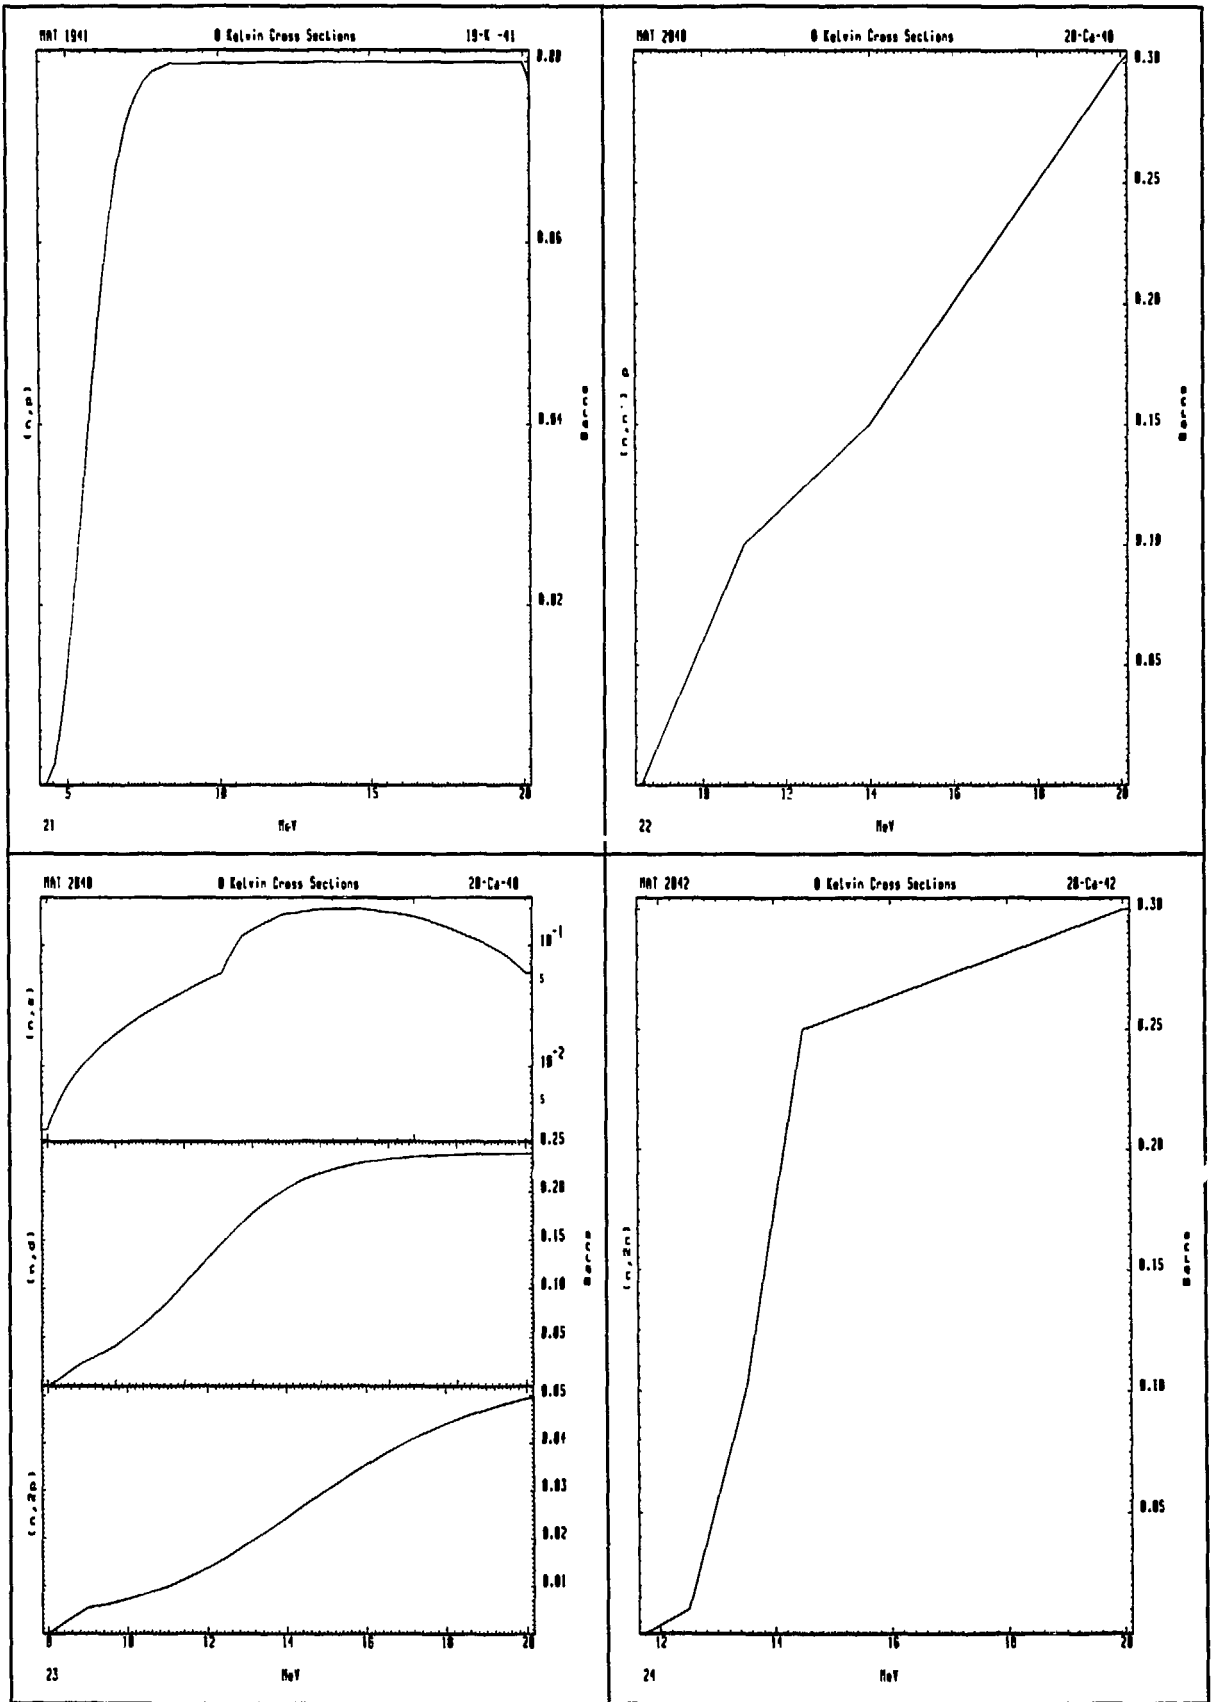 MAT 1941 0 Kelvin Cross Sections 19-K -41
0.08
0.06
0.04
0.02
(n,p)
Barns
5 10 15 20
21 MeV
MAT 2040 0 Kelvin Cross Sections 20-Ca-40
0.30
0.25
0.20
0.15
0.10
0.05
(n,n') p
Barns
10 12 14 16 18 20
22 MeV
MAT 2040 0 Kelvin Cross Sections 20-Ca-40
10-1
5
10-2
5
0.25
0.20
0.15
0.10
0.05
0.05
0.04
0.03
0.02
0.01
(n,d)
(n,2p)
Barns
8 10 12 14 16 18 20
23 MeV
MAT 2042 0 Kelvin Cross Sections 20-Ca-42
0.30
0.25
0.20
0.15
0.10
0.05
(n,2n)
Barns
12 14 16 18 20
24 MeV